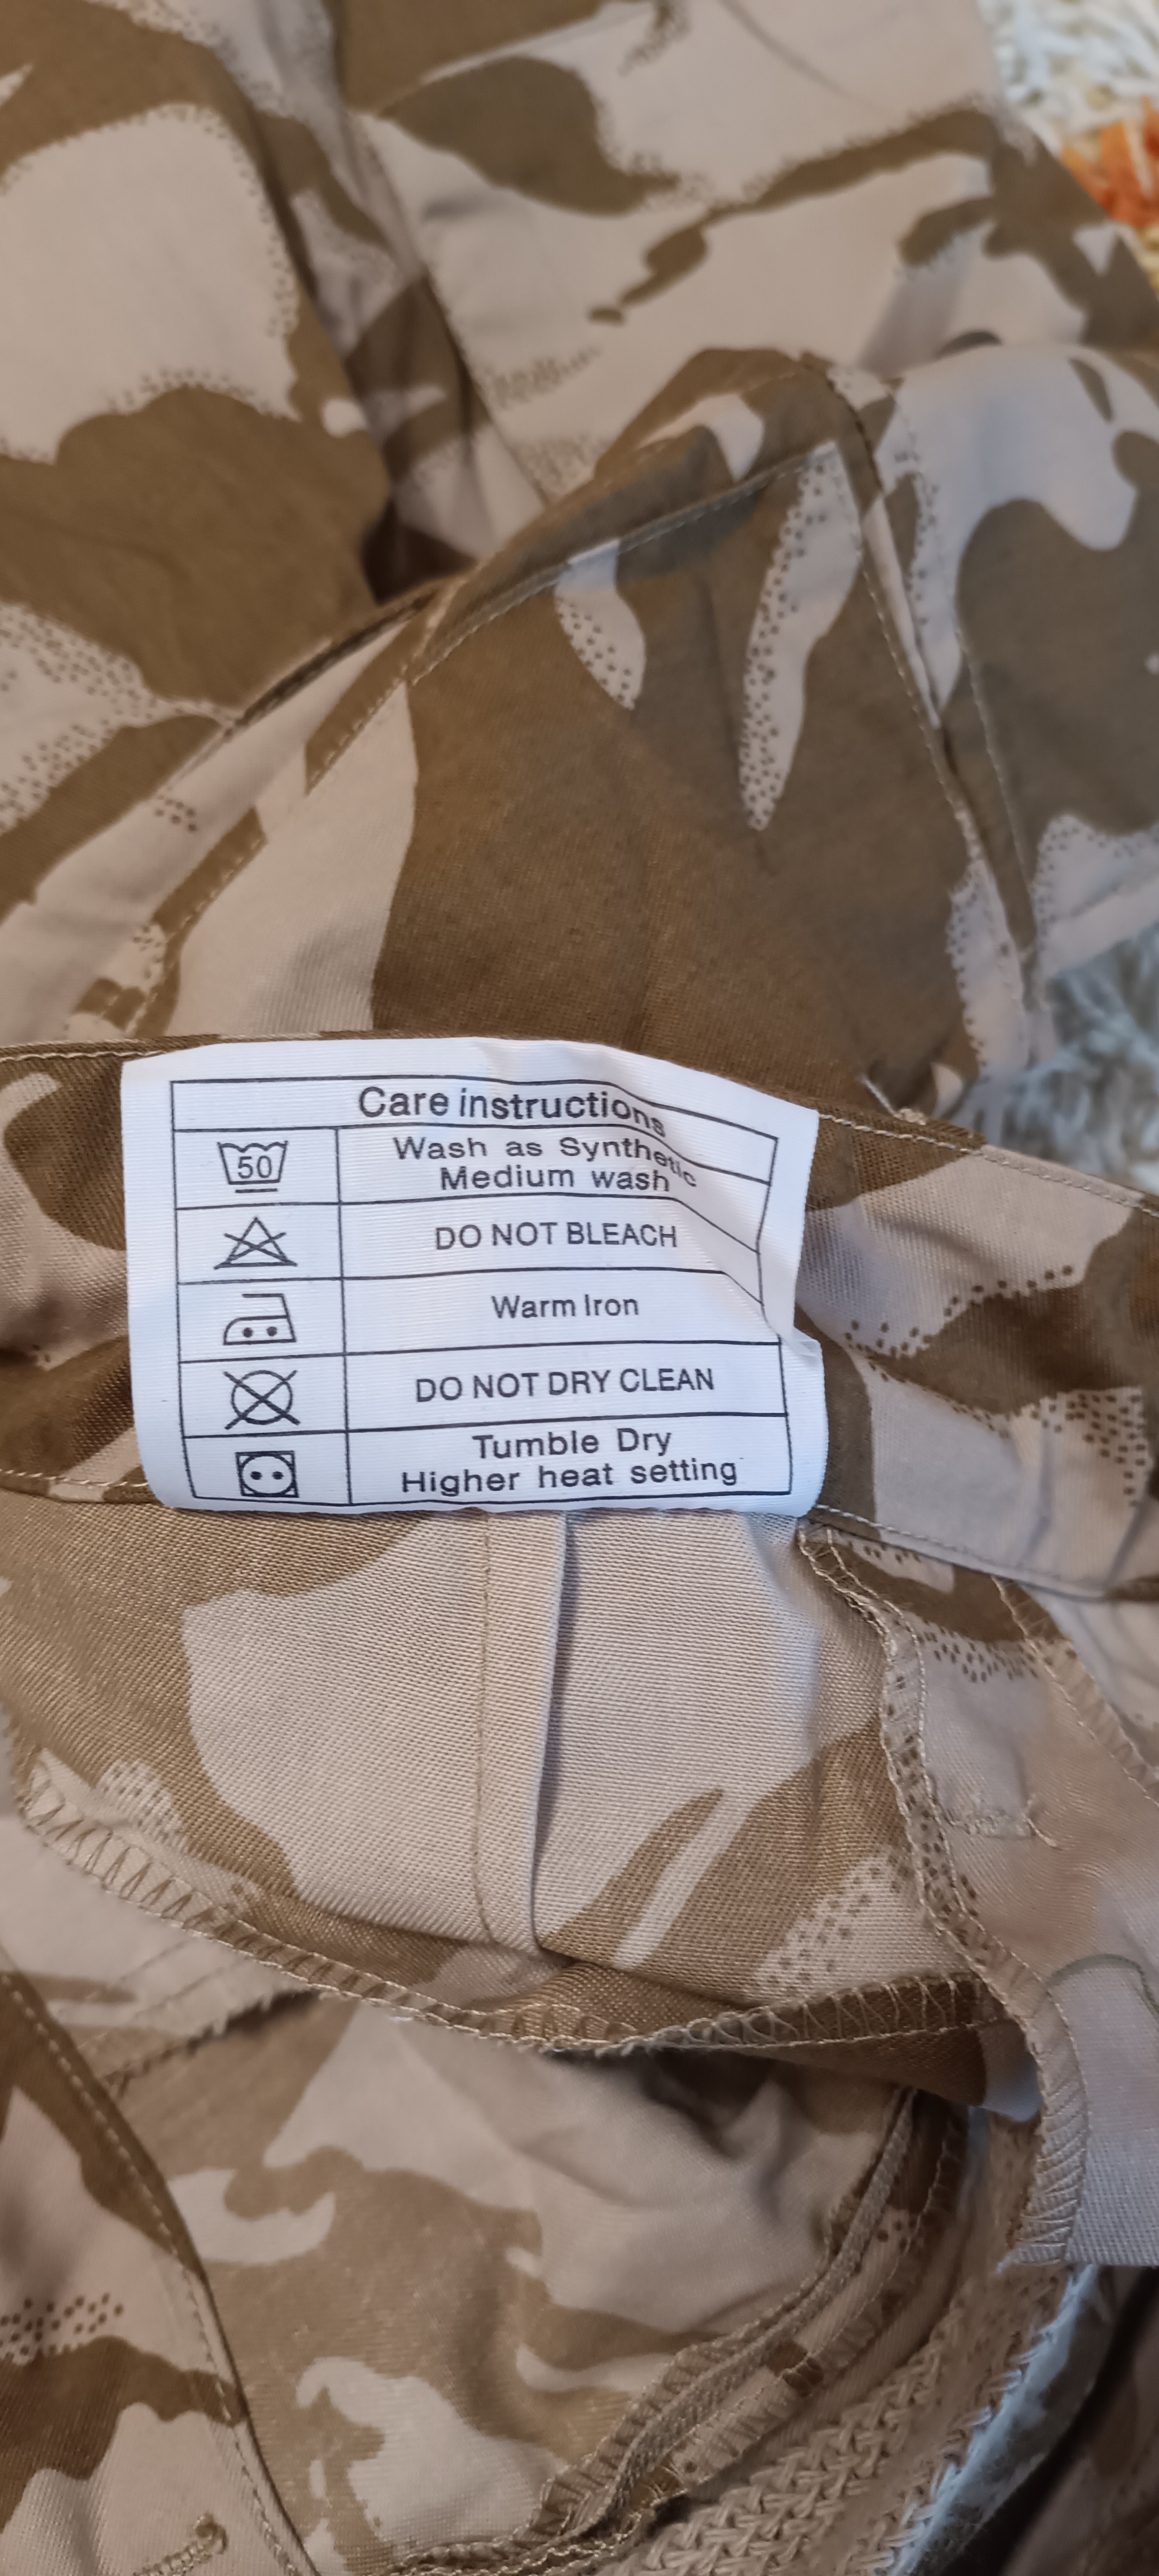 Care instructions
50
Wash as Synthetic
Medium wash
DO NOT BLEACH
Warm Iron
DO NOT DRY CLEAN
Tumble Dry
Higher heat setting